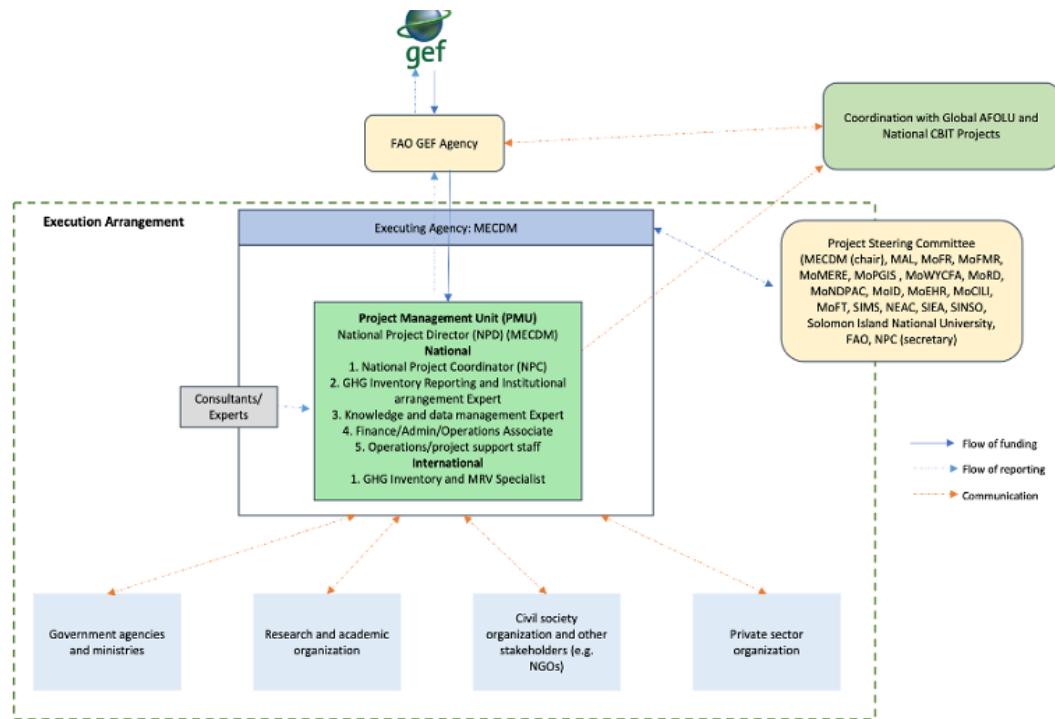 gef
FAO GEF Agency
Coordination with Global AFOLU and
National CBIT Projects
Execution Arrangement
Executing Agency: MECDM
Project Steering Committee
(MECDM (chair), MAL, MoFR, MoFMR,
MoMERE, MoPGIS , MoWYCFA, MoRD,
MoNDPAC, MoID, MoEHR, MoCILI,
MoFT, SIMS, NEAC, SIEA, SINSO,
Solomon Island National University,
FAO, NPC (secretary)
Project Management Unit (PMU)
National Project Director (NPD) (MECDM)
National
1. National Project Coordinator (NPC)
2. GHG Inventory Reporting and Institutional
arrangement Expert
3. Knowledge and data management Expert
4. Finance/Admin/Operations Associate
5. Operations/project support staff
International
1. GHG Inventory and MRV Specialist
Consultants/
Experts
Flow of funding
Flow of reporting
Communication
Government agencies
and ministries
Research and academic
organization
Civil society
organization and other
stakeholders (e.g.
NGOs)
Private sector
organization